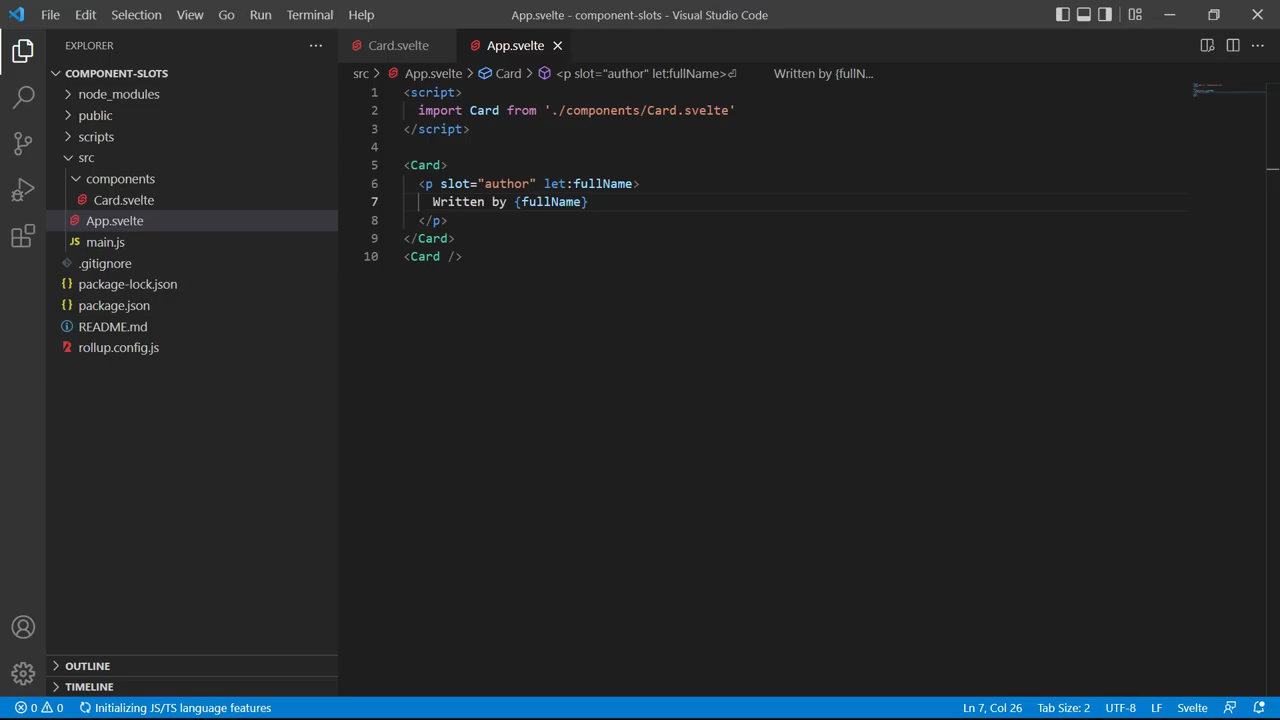 File Edit Selection View Go Run Terminal Help App.svelte - component-slots - Visual Studio Code
EXPLORER
COMPONENT-SLOTS
node_modules
public
scripts
src
components
Card.svelte
App.svelte
JS main.js
.gitignore
{} package-lock.json
{} package.json
README.md
rollup.config.js
OUTLINE
TIMELINE
Card.svelte App.svelte
src > App.svelte > Card > <p slot="author" let:fullName>⏎ Written by {fullN...
1 <script>
2 import Card from './components/Card.svelte'
3 </script>
4
5 <Card>
6 <p slot="author" let:fullName>
7 Written by {fullName}
8 </p>
9 </Card>
10 <Card />
0 0 Initializing JS/TS language features Ln 7, Col 26 Tab Size: 2 UTF-8 LF Svelte